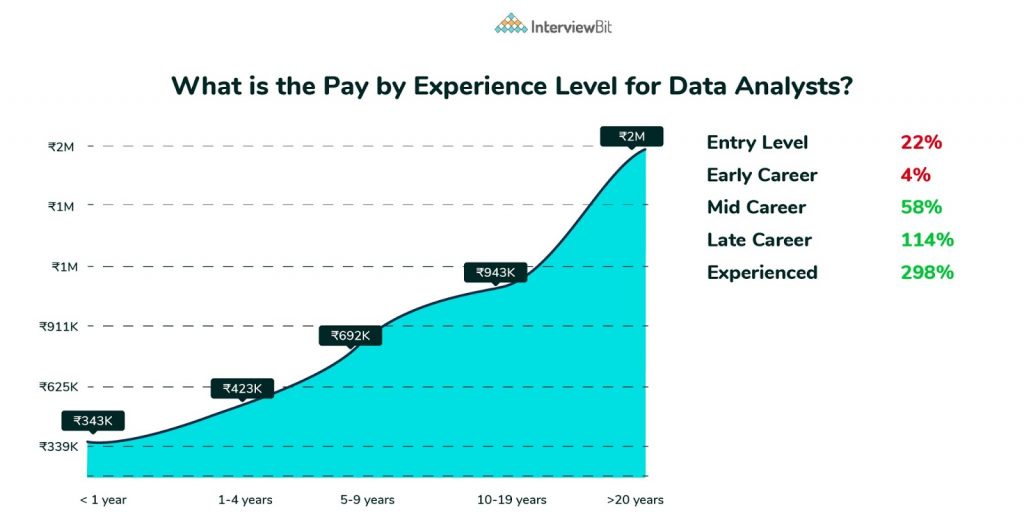 InterviewBit
What is the Pay by Experience Level for Data Analysts?
₹2M
₹1M
₹1M
₹911K
₹625K
₹339K
₹343K
₹423K
₹692K
₹943K
₹2M
< 1 year
1-4 years
5-9 years
10-19 years
>20 years
Entry Level 22%
Early Career 4%
Mid Career 58%
Late Career 114%
Experienced 298%